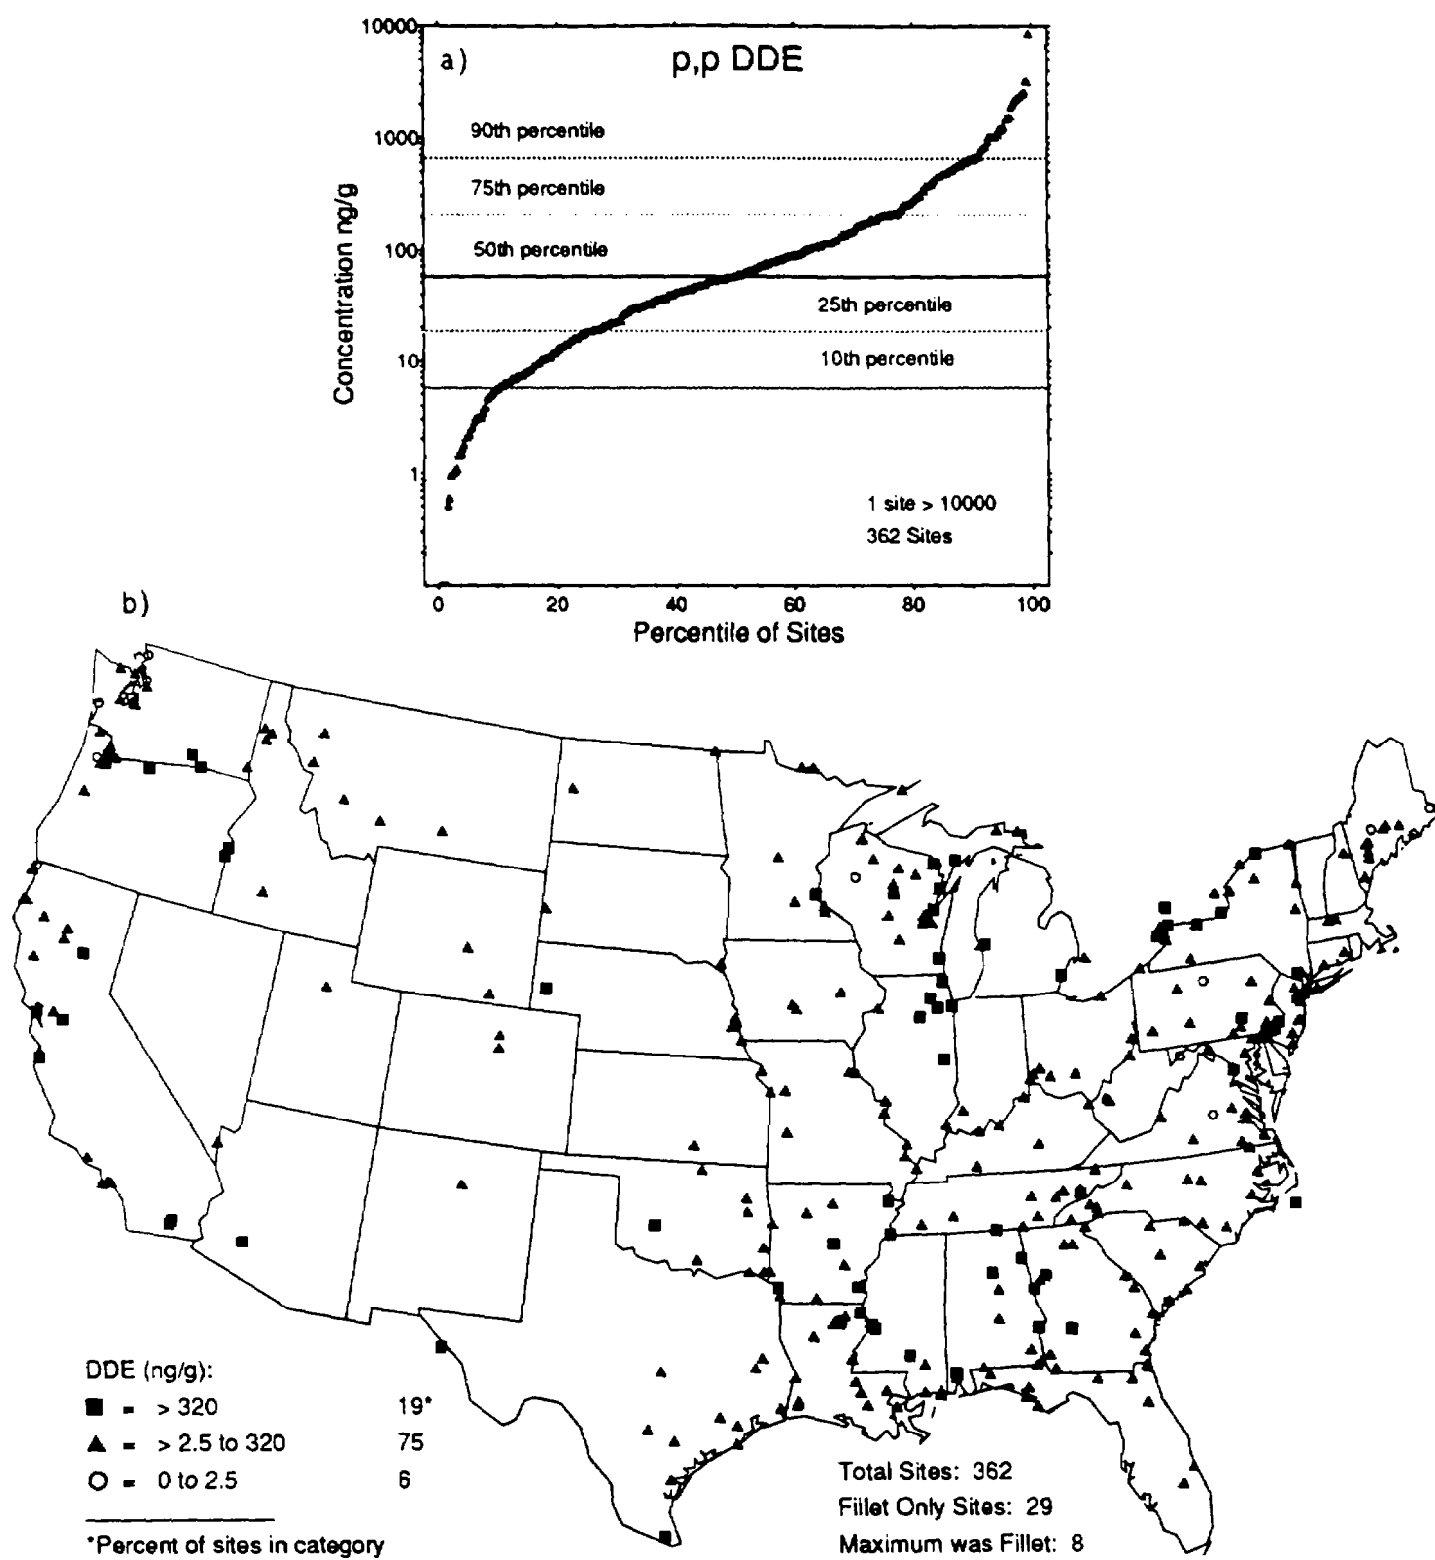 a)
p,p DDE
10000
1000
100
10
1
Concentration ng/g
90th percentile
75th percentile
50th percentile
25th percentile
10th percentile
1 site > 10000
362 Sites
0 20 40 60 80 100
Percentile of Sites
b)
DDE (ng/g):
■ = > 320 19*
▲ = > 2.5 to 320 75
○ = 0 to 2.5 6
*Percent of sites in category
Total Sites: 362
Fillet Only Sites: 29
Maximum was Fillet: 8